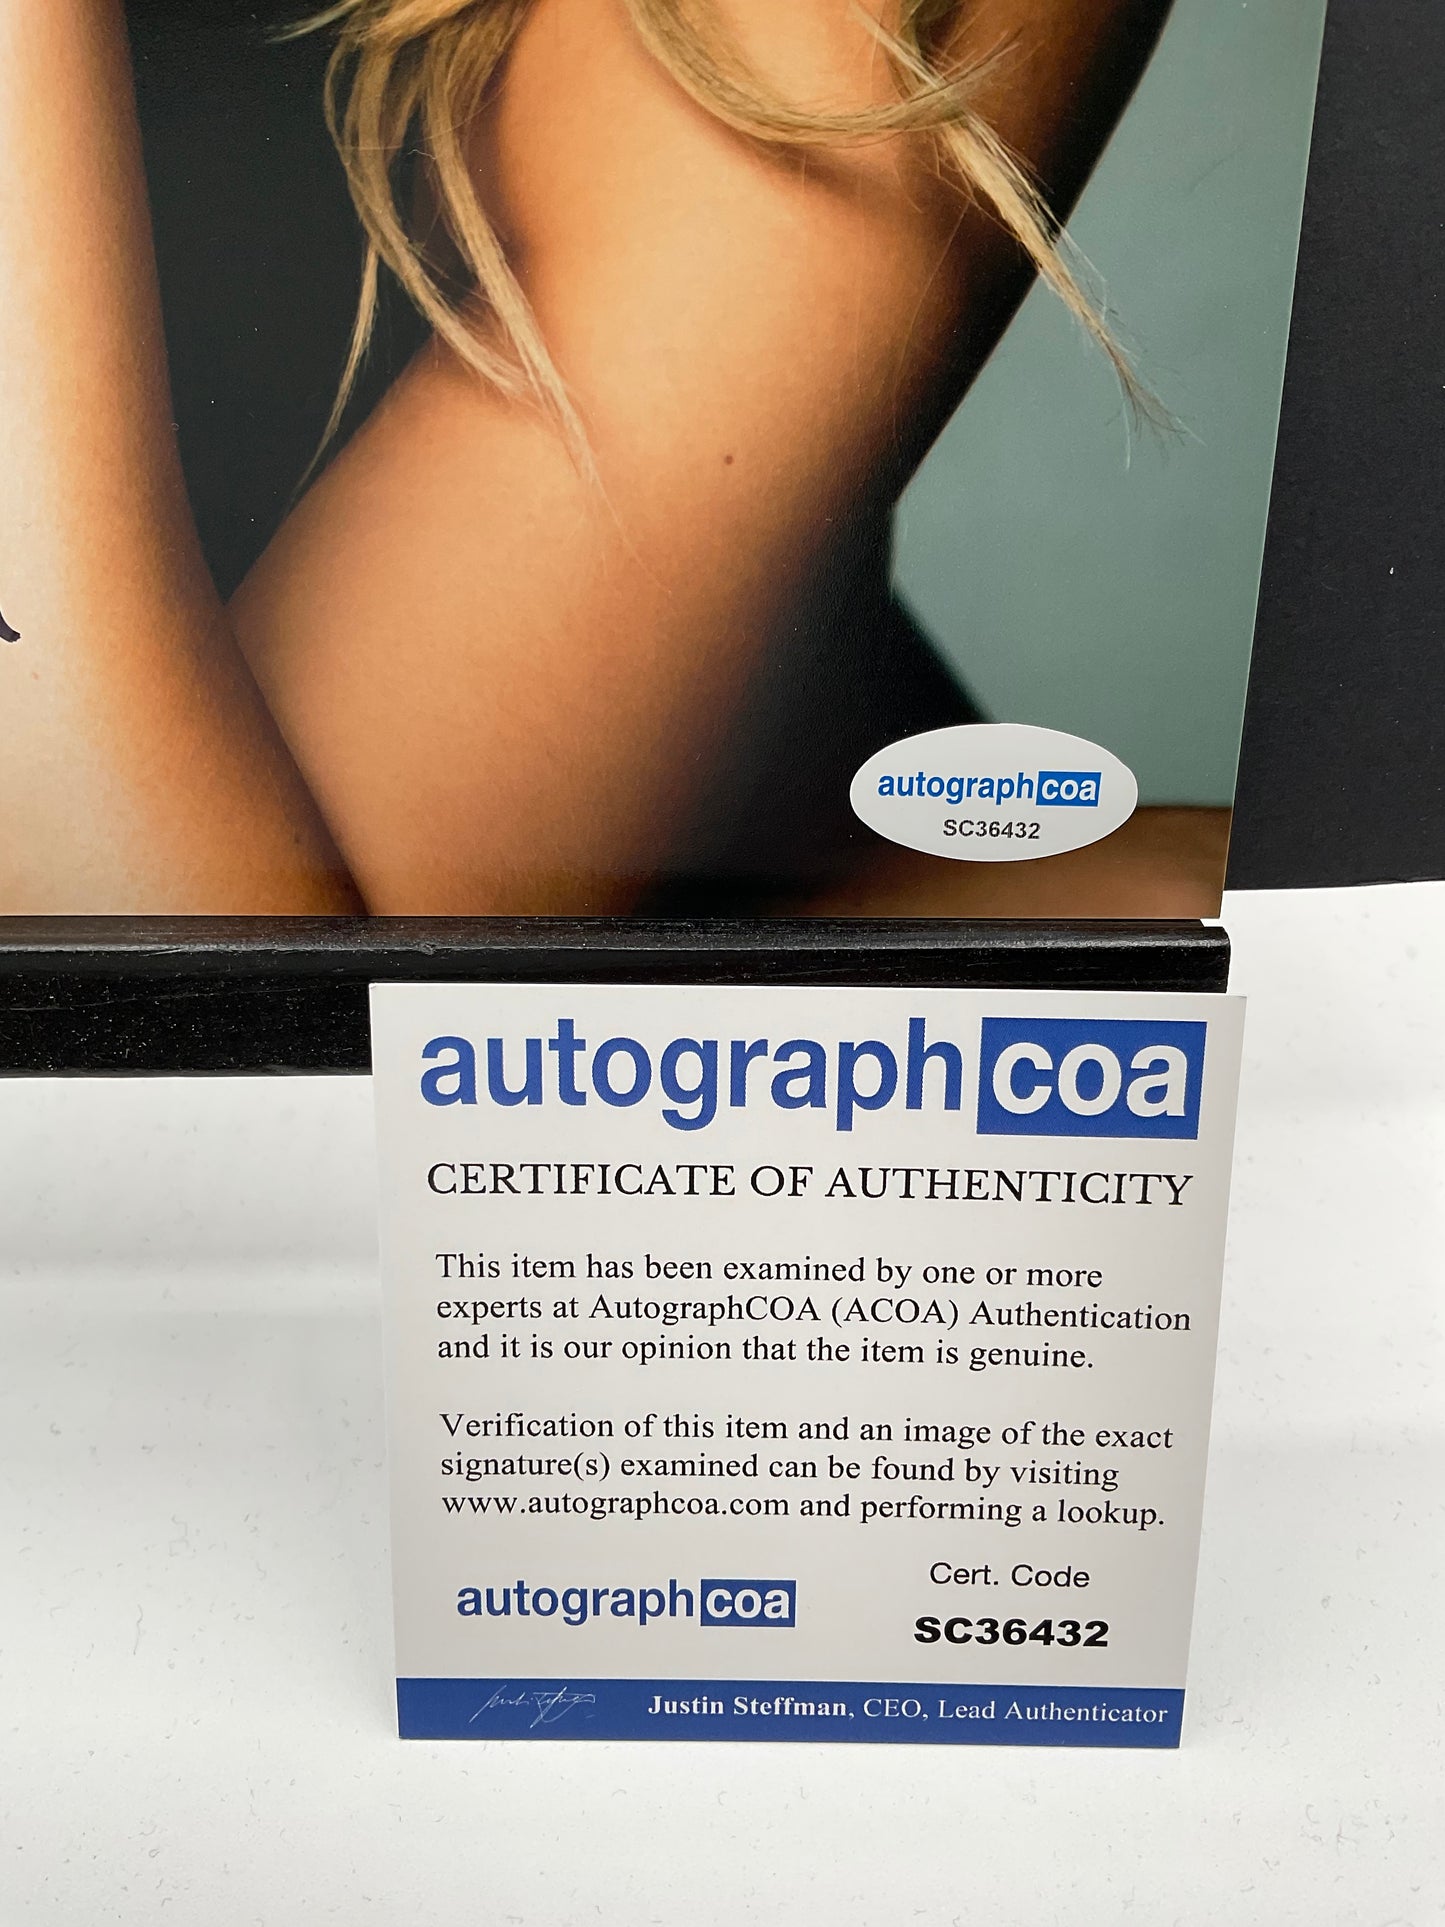 autographcoa
SC36432
autographcoa
CERTIFICATE OF AUTHENTICITY
This item has been examined by one or more
experts at AutographCOA (ACOA) Authentication
and it is our opinion that the item is genuine.
Verification of this item and an image of the exact
signature(s) examined can be found by visiting
www.autographcoa.com and performing a lookup.
autographcoa
Cert. Code
SC36432
Justin Steffman, CEO, Lead Authenticator